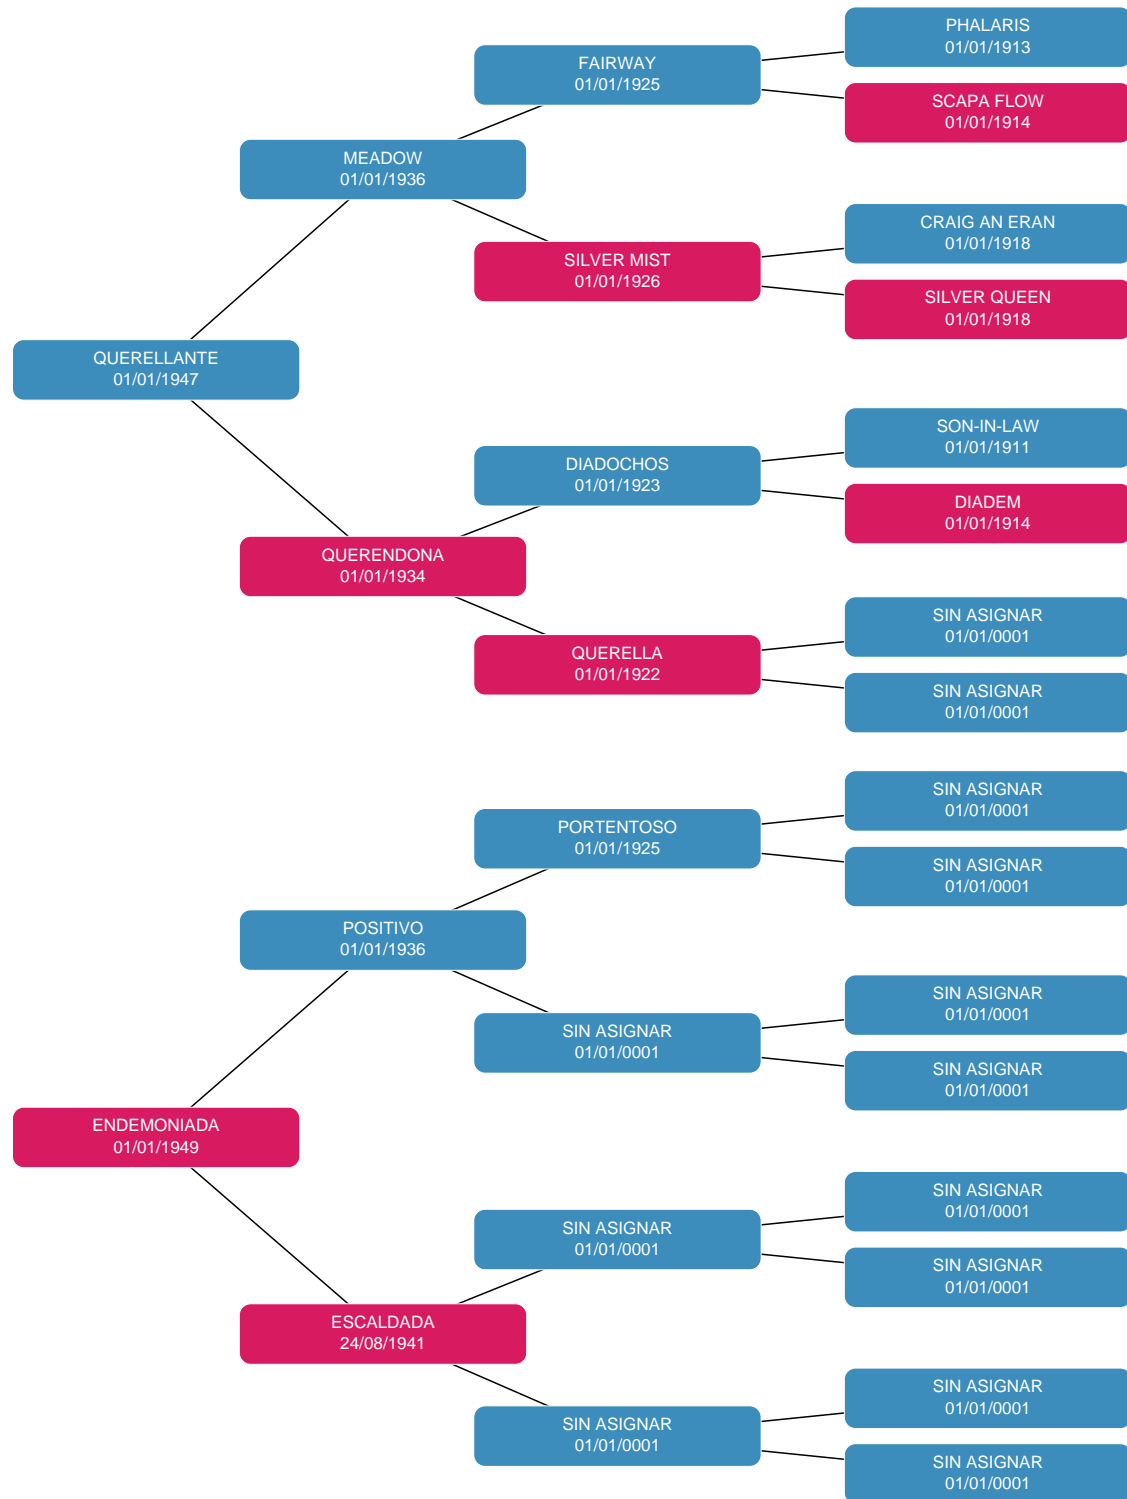 PHALARIS
01/01/1913
FAIRWAY
01/01/1925
SCAPA FLOW
01/01/1914
MEADOW
01/01/1936
CRAIG AN ERAN
01/01/1918
SILVER MIST
01/01/1926
SILVER QUEEN
01/01/1918
QUERELLANTE
01/01/1947
SON-IN-LAW
01/01/1911
DIADOCHOS
01/01/1923
DIADEM
01/01/1914
QUERENDONA
01/01/1934
SIN ASIGNAR
01/01/0001
QUERELLA
01/01/1922
SIN ASIGNAR
01/01/0001
SIN ASIGNAR
01/01/0001
PORTENTOSO
01/01/1925
SIN ASIGNAR
01/01/0001
POSITIVO
01/01/1936
SIN ASIGNAR
01/01/0001
SIN ASIGNAR
01/01/0001
SIN ASIGNAR
01/01/0001
ENDEMONIADA
01/01/1949
SIN ASIGNAR
01/01/0001
SIN ASIGNAR
01/01/0001
SIN ASIGNAR
01/01/0001
ESCALDADA
24/08/1941
SIN ASIGNAR
01/01/0001
SIN ASIGNAR
01/01/0001
SIN ASIGNAR
01/01/0001